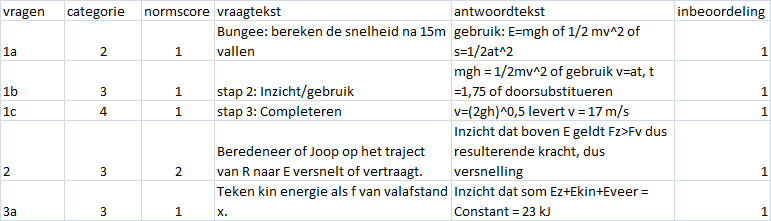 vragen categorie normscore vraagtekst antwoordtekst inbeoordeling
Bungee: bereken de snelheid na 15m gebruik: E=mgh of 1/2 mv^2 of
1a 2 1 vallen s=1/2at^2 1
mgh = 1/2mv^2 of gebruik v=at, t
1b 3 1 stap 2: Inzicht/gebruik =1,75 of doorsubstitueren 1
1c 4 1 stap 3: Completeren v=(2gh)^0,5 levert v = 17 m/s 1
Inzicht dat boven E geldt Fz>Fv dus
Beredeneer of Joop op het traject resulterende kracht, dus
2 3 2 van R naar E versnelt of vertraagt. versnelling 1
Teken kin energie als f van valafstand Inzicht dat som Ez+Ekin+Eveer =
3a 3 1 x. Constant = 23 kJ 1